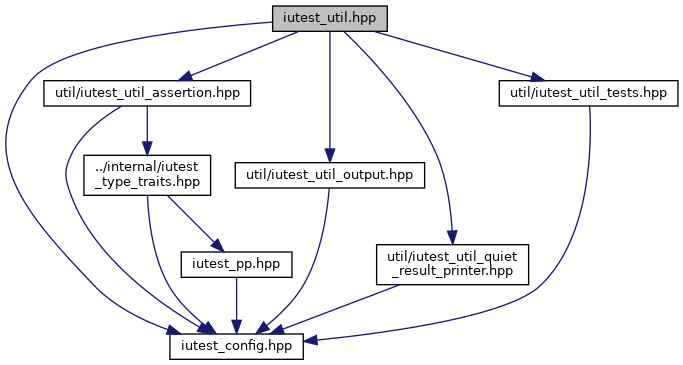 iutest_util.hpp
util/iutest_util_assertion.hpp
util/iutest_util_tests.hpp
../internal/iutest
_type_traits.hpp
util/iutest_util_output.hpp
iutest_pp.hpp
util/iutest_util_quiet
_result_printer.hpp
iutest_config.hpp